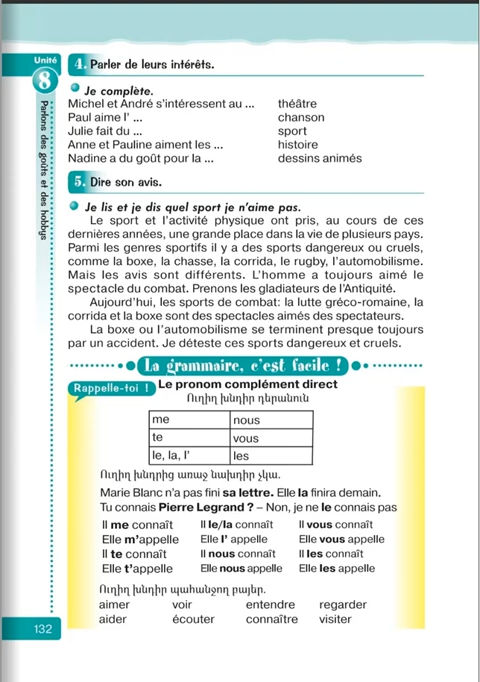 Unité
8
Parlons des goûts et des hobbys
4. Parler de leurs intérêts.
Je complète.
Michel et André s'intéressent au ... théâtre
Paul aime l' ... chanson
Julie fait du ... sport
Anne et Pauline aiment les ... histoire
Nadine a du goût pour la ... dessins animés
5. Dire son avis.
Je lis et je dis quel sport je n'aime pas.
Le sport et l'activité physique ont pris, au cours de ces
dernières années, une grande place dans la vie de plusieurs pays.
Parmi les genres sportifs il y a des sports dangereux ou cruels,
comme la boxe, la chasse, la corrida, le rugby, l'automobilisme.
Mais les avis sont différents. L'homme a toujours aimé le
spectacle du combat. Prenons les gladiateurs de l'Antiquité.
Aujourd'hui, les sports de combat: la lutte gréco-romaine, la
corrida et la boxe sont des spectacles aimés des spectateurs.
La boxe ou l'automobilisme se terminent presque toujours
par un accident. Je déteste ces sports dangereux et cruels.
La grammaire, c'est facile !
Rappelle-toi ! Le pronom complément direct
Ուղիղ խնդիր դերանուն
me nous
te vous
le, la, l' les
Ուղիղ խնդրից առաջ նախդիր չկա.
Marie Blanc n'a pas fini sa lettre. Elle la finira demain.
Tu connais Pierre Legrand ? – Non, je ne le connais pas
Il me connaît Il le/la connaît Il vous connaît
Elle m'appelle Elle l' appelle Elle vous appelle
Il te connaît Il nous connaît Il les connaît
Elle t'appelle Elle nous appelle Elle les appelle
Ուղիղ խնդիր պահանջող բայեր.
aimer voir entendre regarder
aider écouter connaître visiter
132